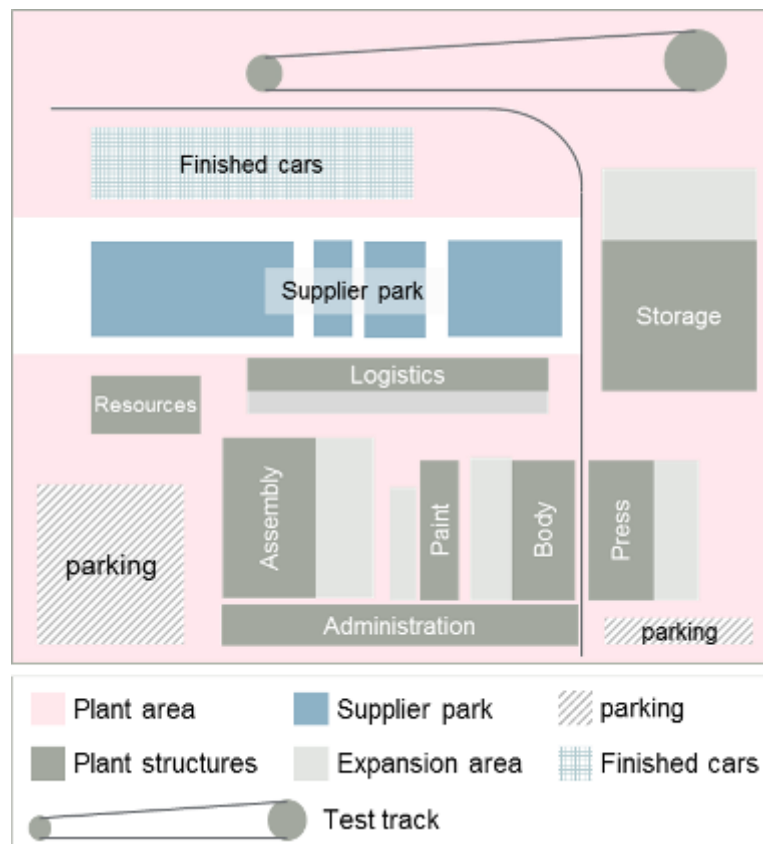 Finished cars
Supplier park
Storage
Logistics
Resources
Assembly
Paint
Body
Press
parking
Administration
parking
Plant area
Supplier park
parking
Plant structures
Expansion area
Finished cars
Test track